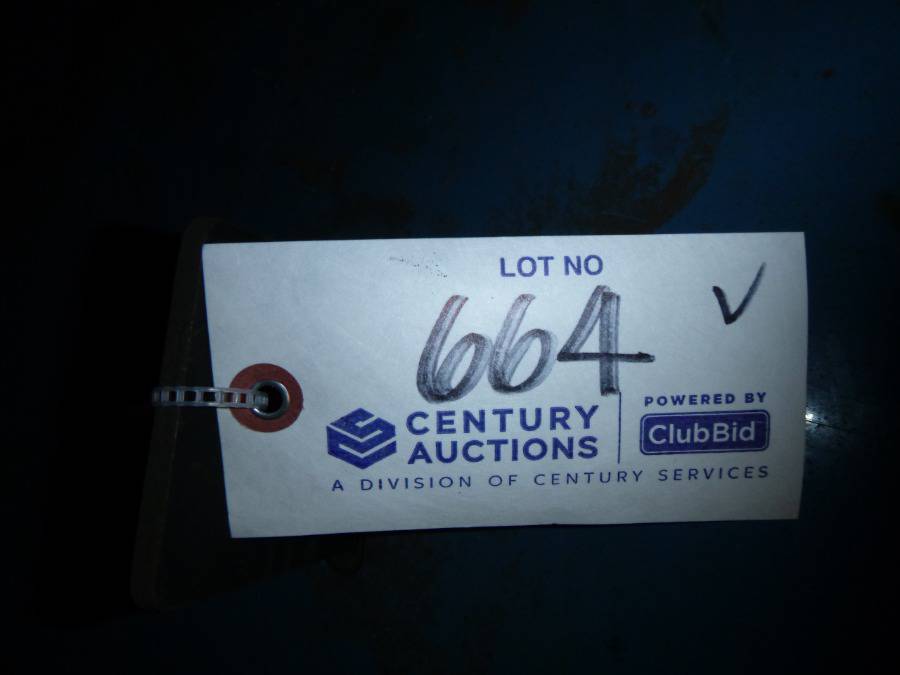 LOT NO
664 ✓
CENTURY
AUCTIONS
POWERED BY
ClubBid
A DIVISION OF CENTURY SERVICES